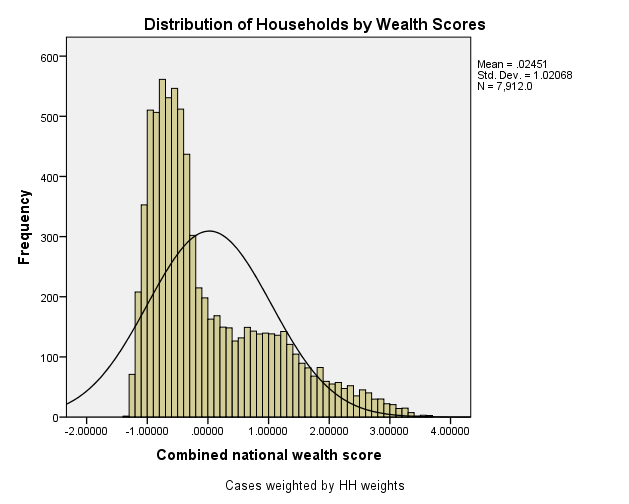 Distribution of Households by Wealth Scores
Mean = .02451
Std. Dev. = 1.02068
N = 7,912.0
Frequency
600
500
400
300
200
100
0
-2.00000 -1.00000 .00000 1.00000 2.00000 3.00000 4.00000
Combined national wealth score
Cases weighted by HH weights